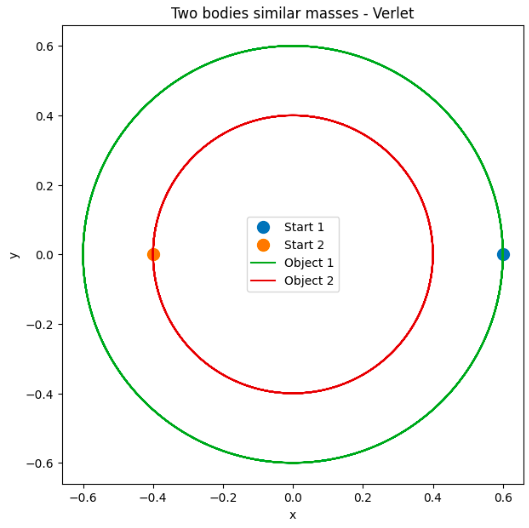 Two bodies similar masses - Verlet
0.6
0.4
0.2
0.0
−0.2
−0.4
−0.6
y
Start 1
Start 2
Object 1
Object 2
−0.6 −0.4 −0.2 0.0 0.2 0.4 0.6
x